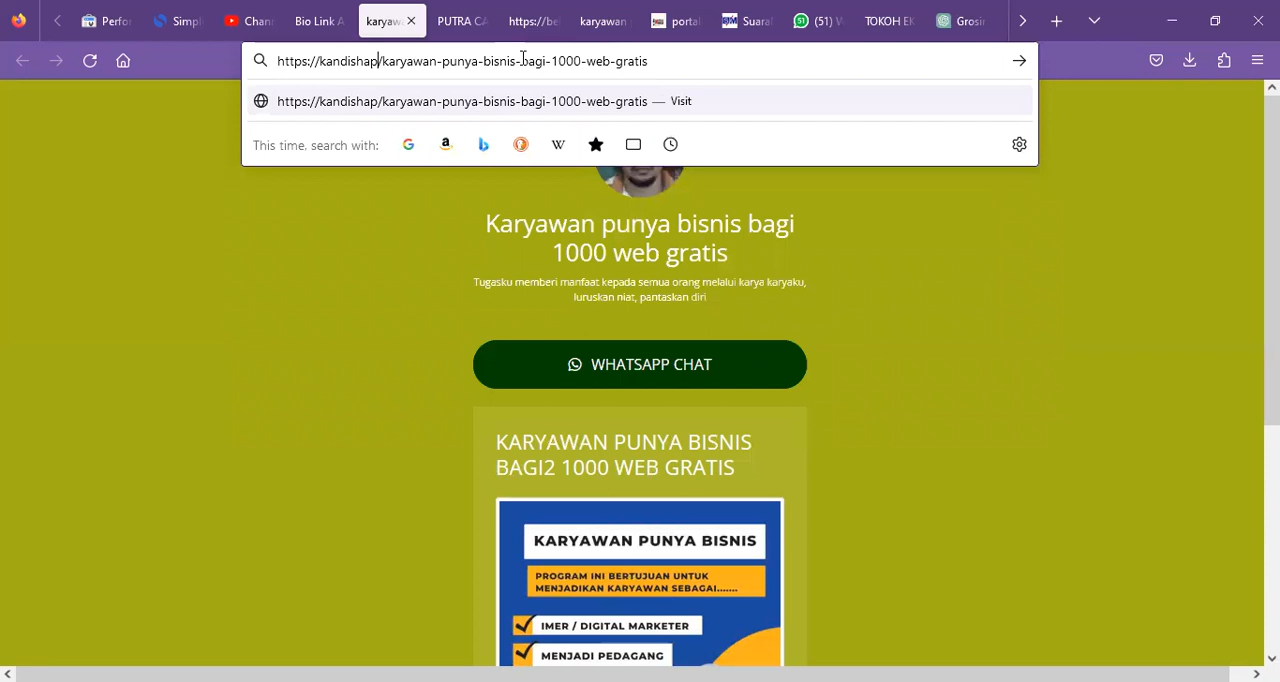 Perfor
Simpl
Chan
Bio Link A
karyaw
PUTRA CA
https://bel
karyawan
portal
Suara
(51) W
TOKOH EK
Grosir
https://kandishap/karyawan-punya-bisnis-bagi-1000-web-gratis
https://kandishap/karyawan-punya-bisnis-bagi-1000-web-gratis — Visit
This time, search with:
Karyawan punya bisnis bagi
1000 web gratis
Tugasku memberi manfaat kepada semua orang melalui karya karyaku,
luruskan niat, pantaskan diri
WHATSAPP CHAT
KARYAWAN PUNYA BISNIS
BAGI2 1000 WEB GRATIS
KARYAWAN PUNYA BISNIS
PROGRAM INI BERTUJUAN UNTUK
MENJADIKAN KARYAWAN SEBAGAI.......
IMER / DIGITAL MARKETER
MENJADI PEDAGANG